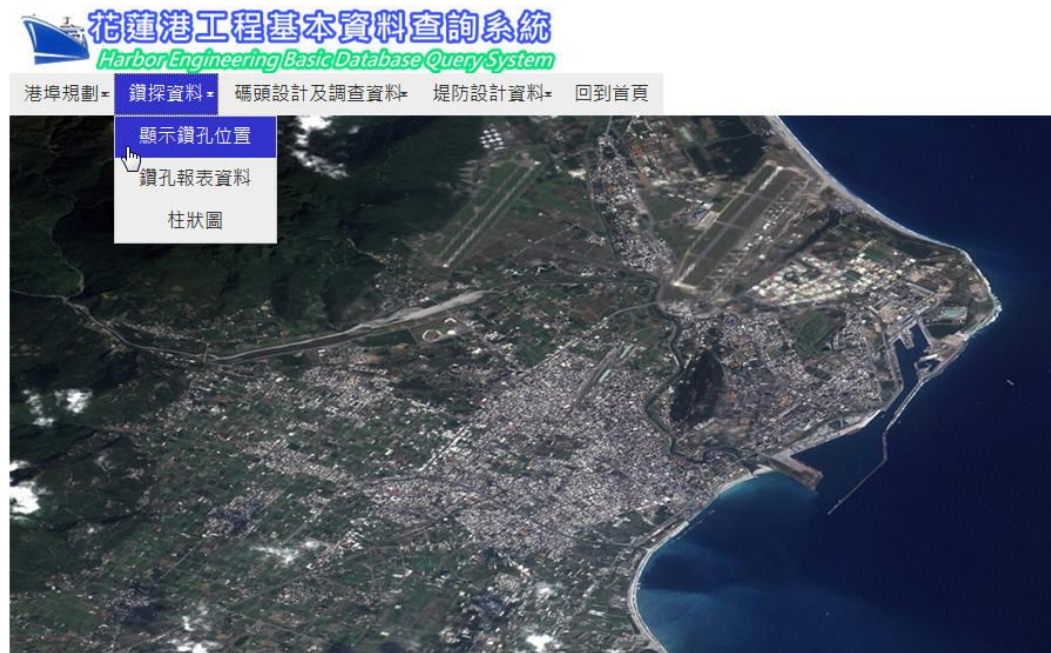 花蓮港工程基本資料查詢系統
Harbor Engineering Basic Database Query System
港埠規劃 鑽探資料 碼頭設計及調查資料 堤防設計資料 回到首頁
顯示鑽孔位置
鑽孔報表資料
柱狀圖